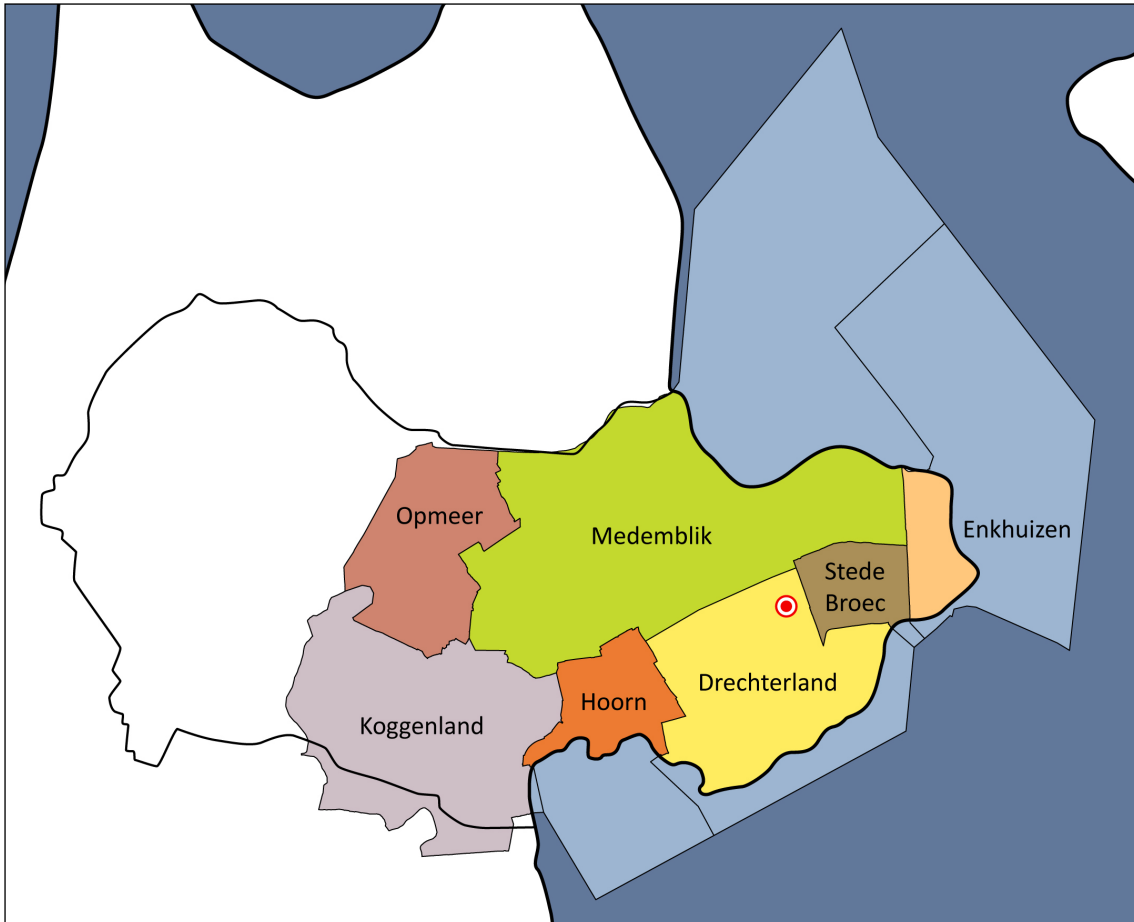 Opmeer
Medemblik
Enkhuizen
Stede
Broec
Drechterland
Hoorn
Koggenland